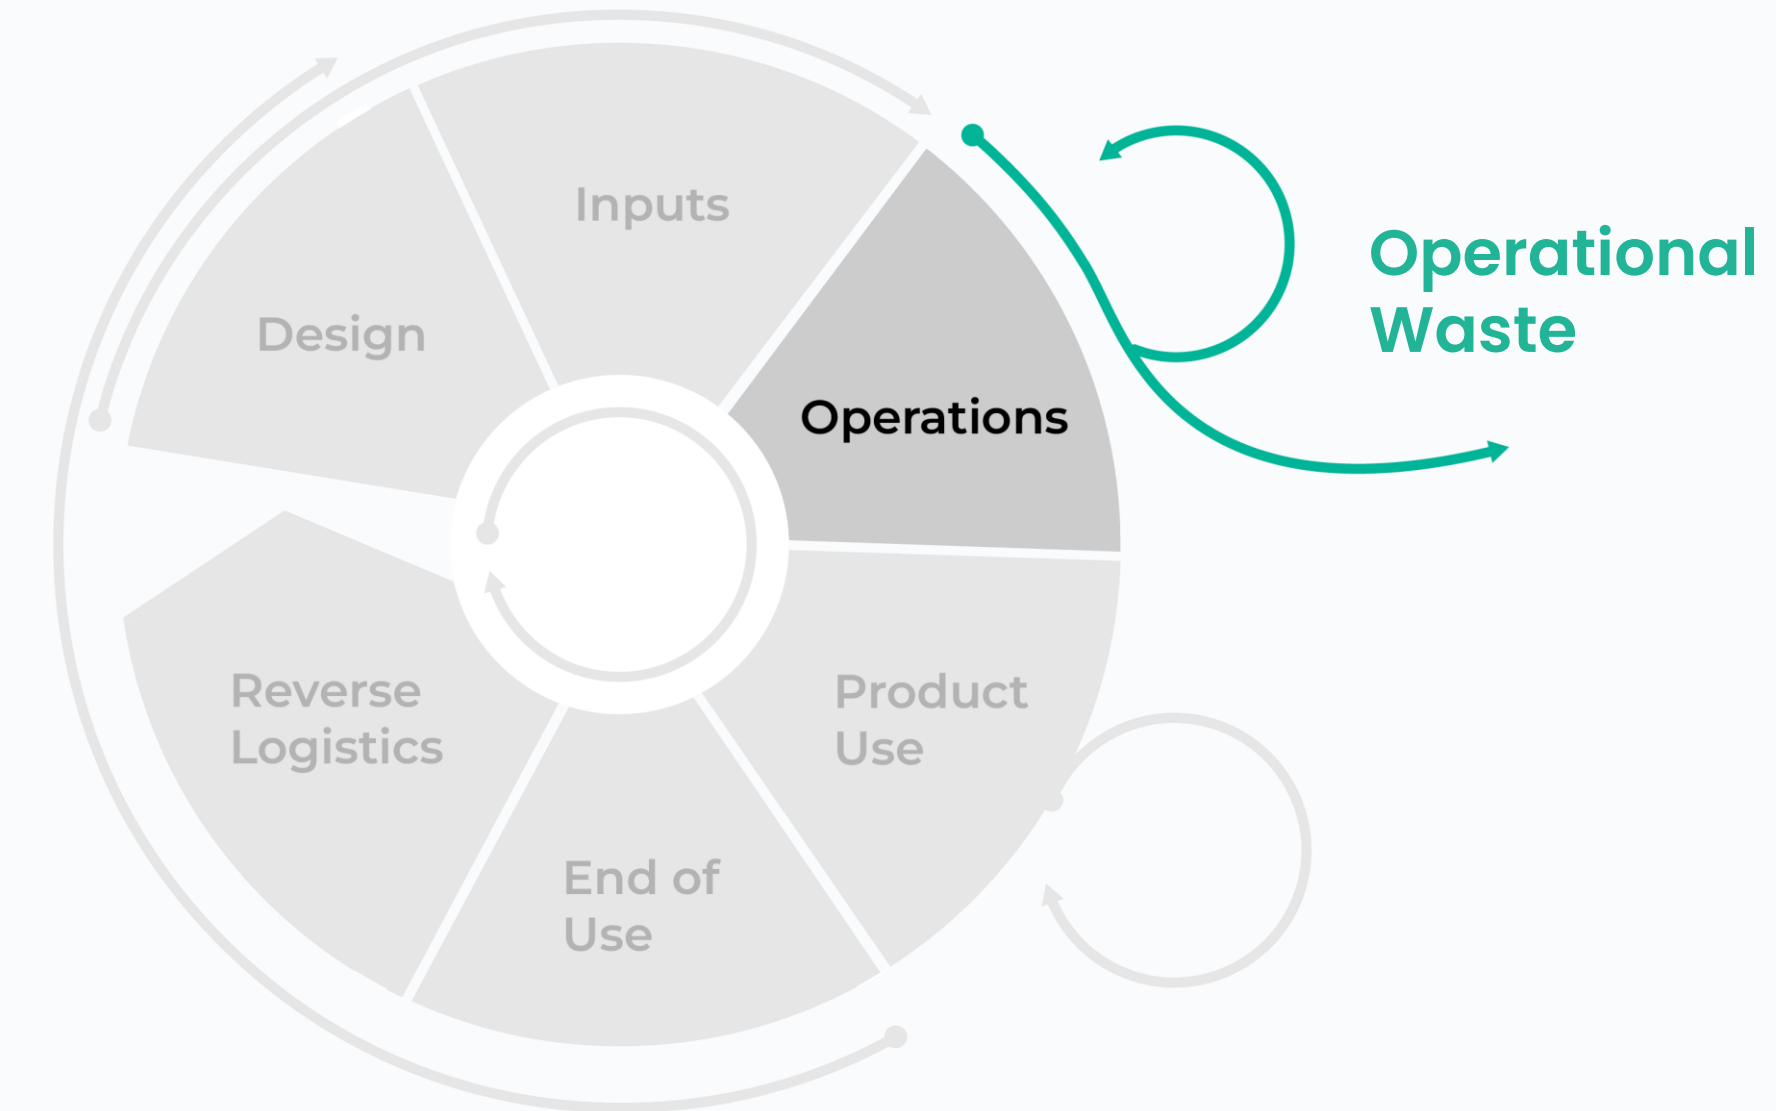 Inputs
Design
Operations
Operational
Waste
Reverse
Logistics
Product
Use
End of
Use